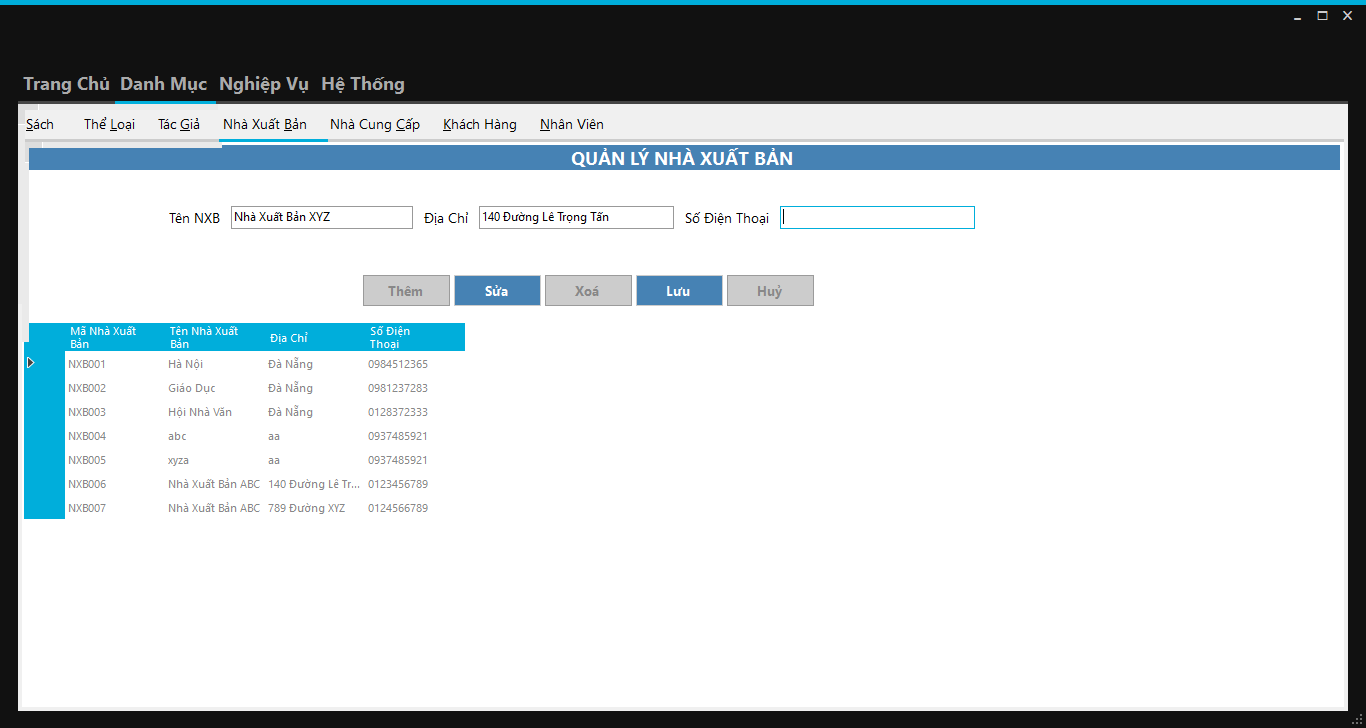 Trang Chủ Danh Mục Nghiệp Vụ Hệ Thống
Sách Thể Loại Tác Giả Nhà Xuất Bản Nhà Cung Cấp Khách Hàng Nhân Viên
QUẢN LÝ NHÀ XUẤT BẢN
Tên NXB Nhà Xuất Bản XYZ Địa Chỉ 140 Đường Lê Trọng Tấn Số Điện Thoại
Thêm Sửa Xoá Lưu Huỷ
Mã Nhà Xuất Bản Tên Nhà Xuất Bản Địa Chỉ Số Điện Thoại
NXB001 Hà Nội Đà Nẵng 0984512365
NXB002 Giáo Dục Đà Nẵng 0981237283
NXB003 Hội Nhà Văn Đà Nẵng 0128372333
NXB004 abc aa 0937485921
NXB005 xyza aa 0937485921
NXB006 Nhà Xuất Bản ABC 140 Đường Lê Tr... 0123456789
NXB007 Nhà Xuất Bản ABC 789 Đường XYZ 0124566789